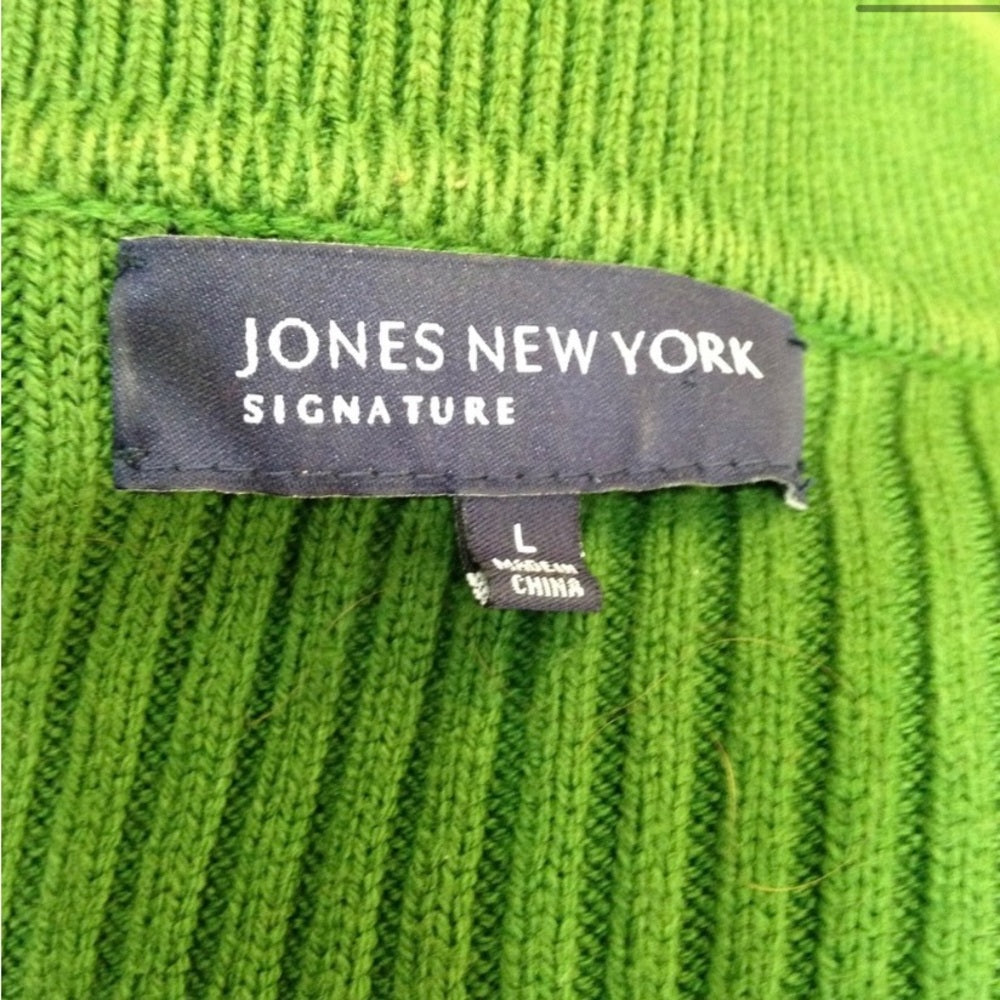 JONES NEW YORK
SIGNATURE
L
MADE IN
CHINA